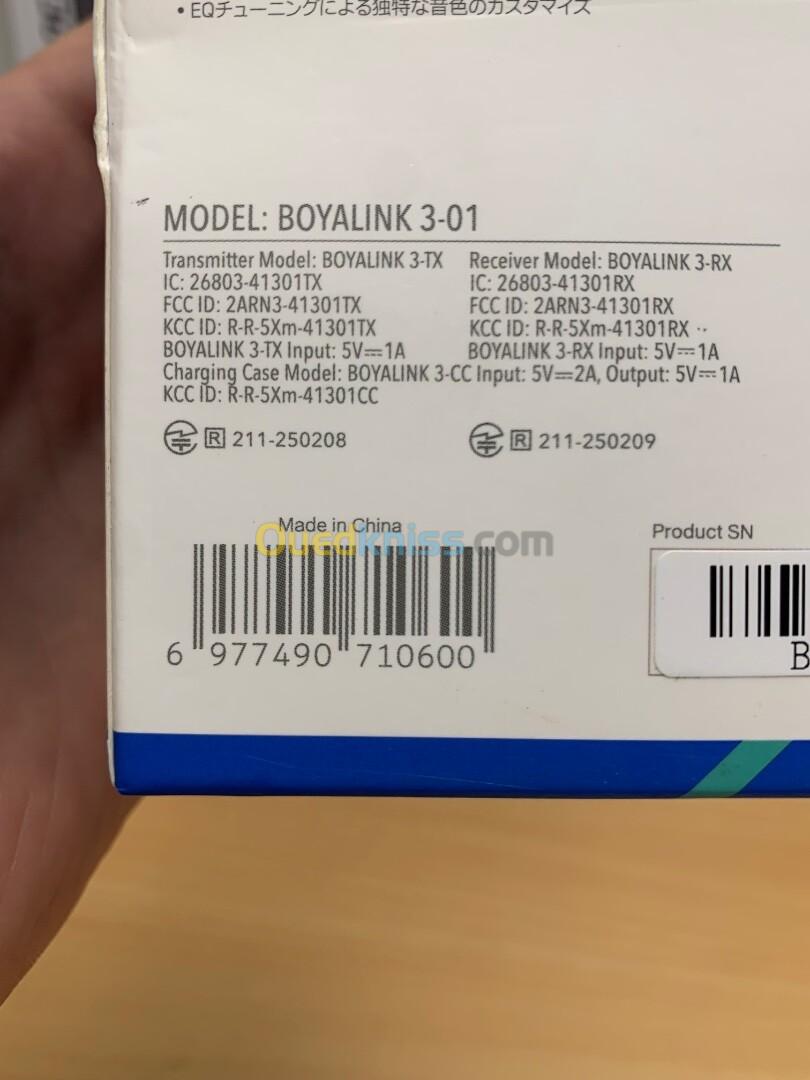 • EQチューニングによる独特な音色のカスタマイズ
MODEL: BOYALINK 3-01
Transmitter Model: BOYALINK 3-TX
IC: 26803-41301TX
FCC ID: 2ARN3-41301TX
KCC ID: R-R-5Xm-41301TX
BOYALINK 3-TX Input: 5V⎓1A
Receiver Model: BOYALINK 3-RX
IC: 26803-41301RX
FCC ID: 2ARN3-41301RX
KCC ID: R-R-5Xm-41301RX
BOYALINK 3-RX Input: 5V⎓1A
Charging Case Model: BOYALINK 3-CC Input: 5V⎓2A, Output: 5V⎓1A
KCC ID: R-R-5Xm-41301CC
R 211-250208
R 211-250209
Made in China
Ouedkniss.com
6 977490 710600
Product SN
B